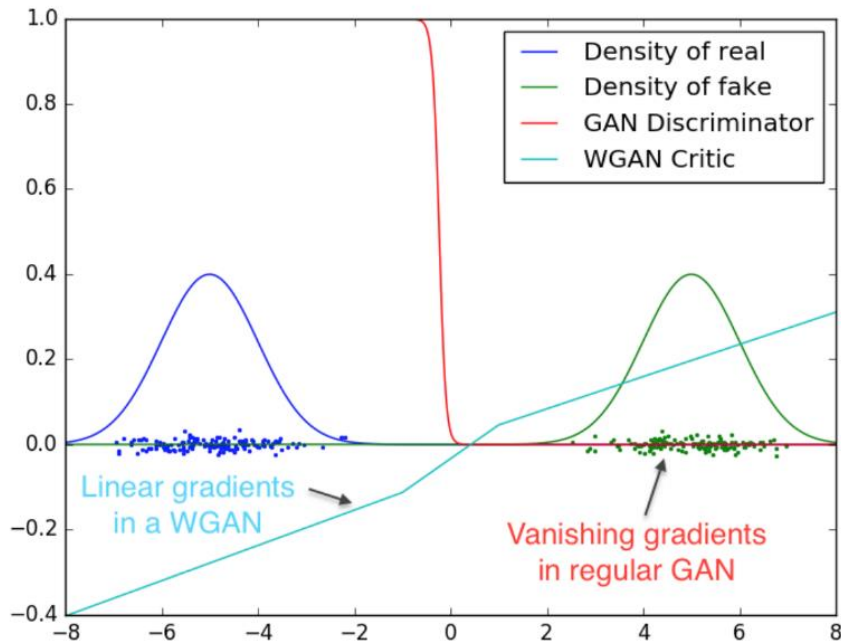 1.0
0.8
0.6
0.4
0.2
0.0
−0.2
−0.4
Density of real
Density of fake
GAN Discriminator
WGAN Critic
Linear gradients
in a WGAN
Vanishing gradients
in regular GAN
−8 −6 −4 −2 0 2 4 6 8